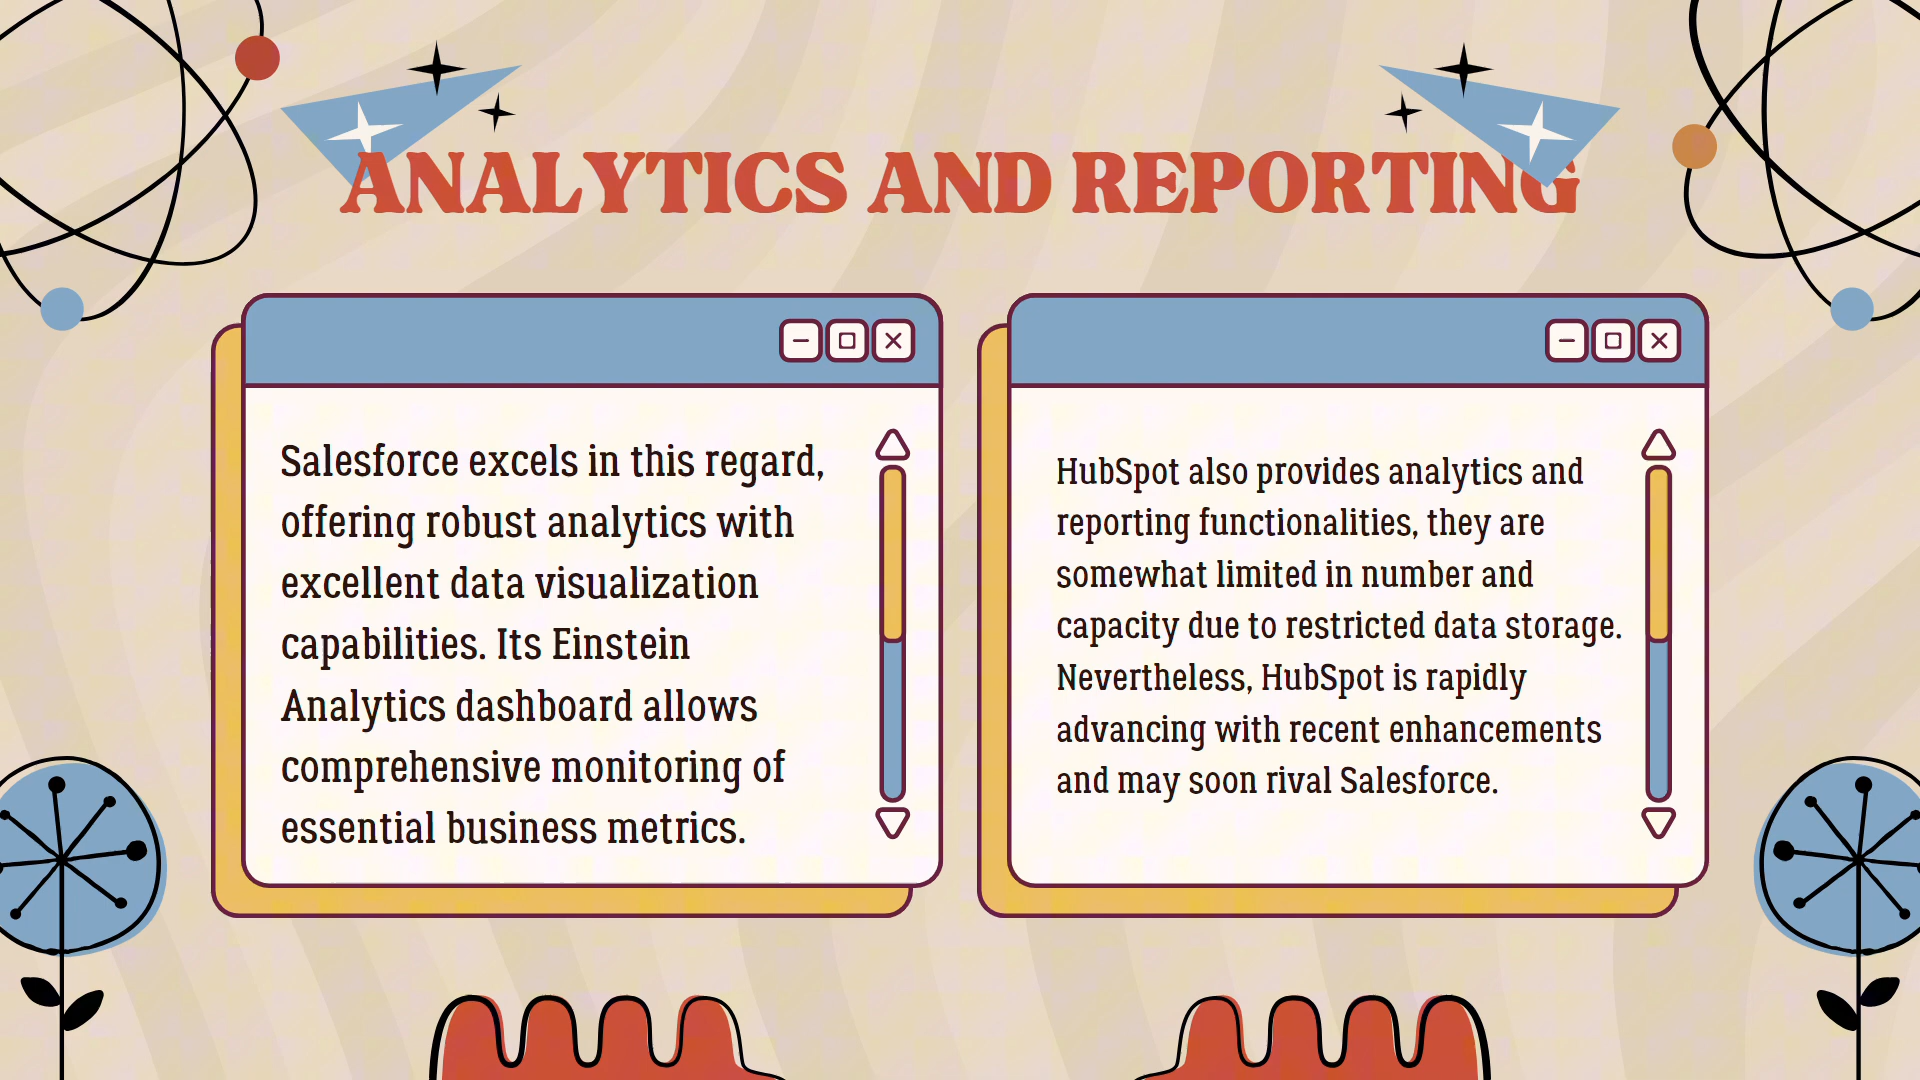 ANALYTICS AND REPORTING
Salesforce excels in this regard,
offering robust analytics with
excellent data visualization
capabilities. Its Einstein
Analytics dashboard allows
comprehensive monitoring of
essential business metrics.
HubSpot also provides analytics and
reporting functionalities, they are
somewhat limited in number and
capacity due to restricted data storage.
Nevertheless, HubSpot is rapidly
advancing with recent enhancements
and may soon rival Salesforce.